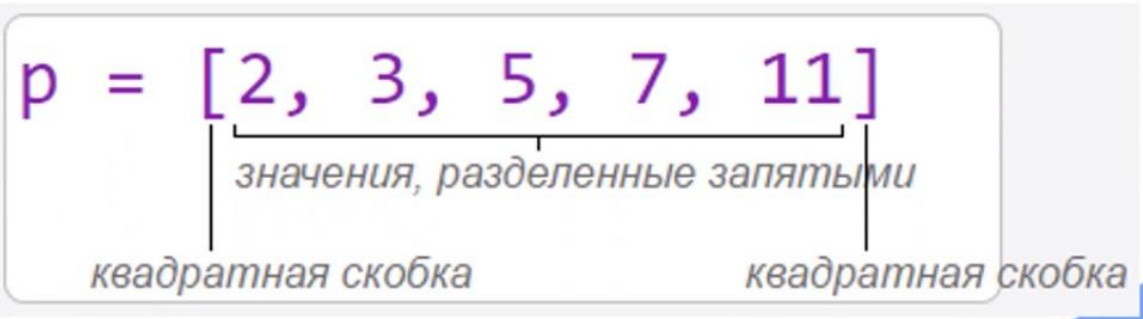 p = [2, 3, 5, 7, 11]
значения, разделенные запятыми
квадратная скобка квадратная скобка